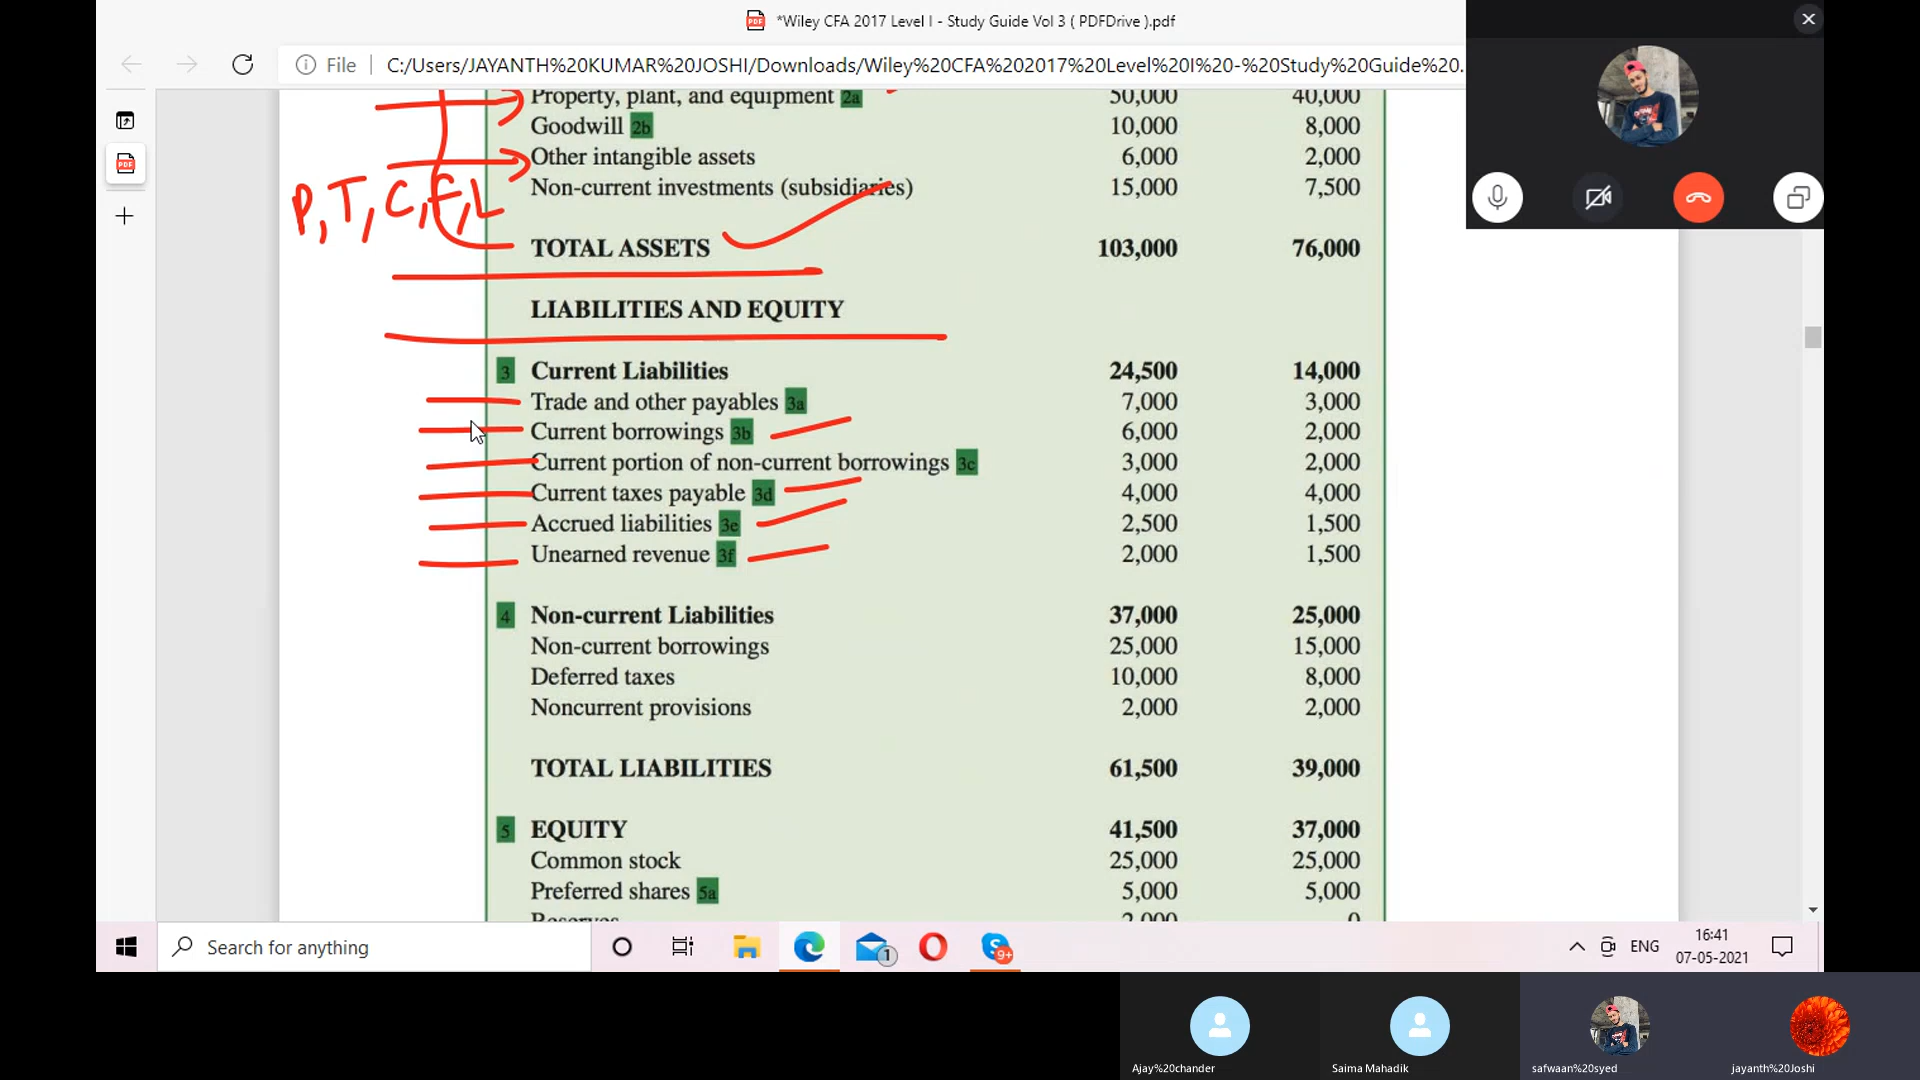 *Wiley CFA 2017 Level I - Study Guide Vol 3 ( PDFDrive ).pdf
File | C:/Users/JAYANTH%20KUMAR%20JOSHI/Downloads/Wiley%20CFA%202017%20Level%20I%20-%20Study%20Guide%20.
Property, plant, and equipment 2a 50,000 40,000
Goodwill 2b 10,000 8,000
Other intangible assets 6,000 2,000
Non-current investments (subsidiaries) 15,000 7,500
P, T, C, F, L
TOTAL ASSETS 103,000 76,000
LIABILITIES AND EQUITY
3 Current Liabilities 24,500 14,000
Trade and other payables 3a 7,000 3,000
Current borrowings 3b 6,000 2,000
Current portion of non-current borrowings 3c 3,000 2,000
Current taxes payable 3d 4,000 4,000
Accrued liabilities 3e 2,500 1,500
Unearned revenue 3f 2,000 1,500
4 Non-current Liabilities 37,000 25,000
Non-current borrowings 25,000 15,000
Deferred taxes 10,000 8,000
Noncurrent provisions 2,000 2,000
TOTAL LIABILITIES 61,500 39,000
5 EQUITY 41,500 37,000
Common stock 25,000 25,000
Preferred shares 5a 5,000 5,000
Reserves 2,000 0
Search for anything
1
9+
ENG
16:41
07-05-2021
Ajay%20chander
Saima Mahadik
safwaan%20syed
jayanth%20Joshi